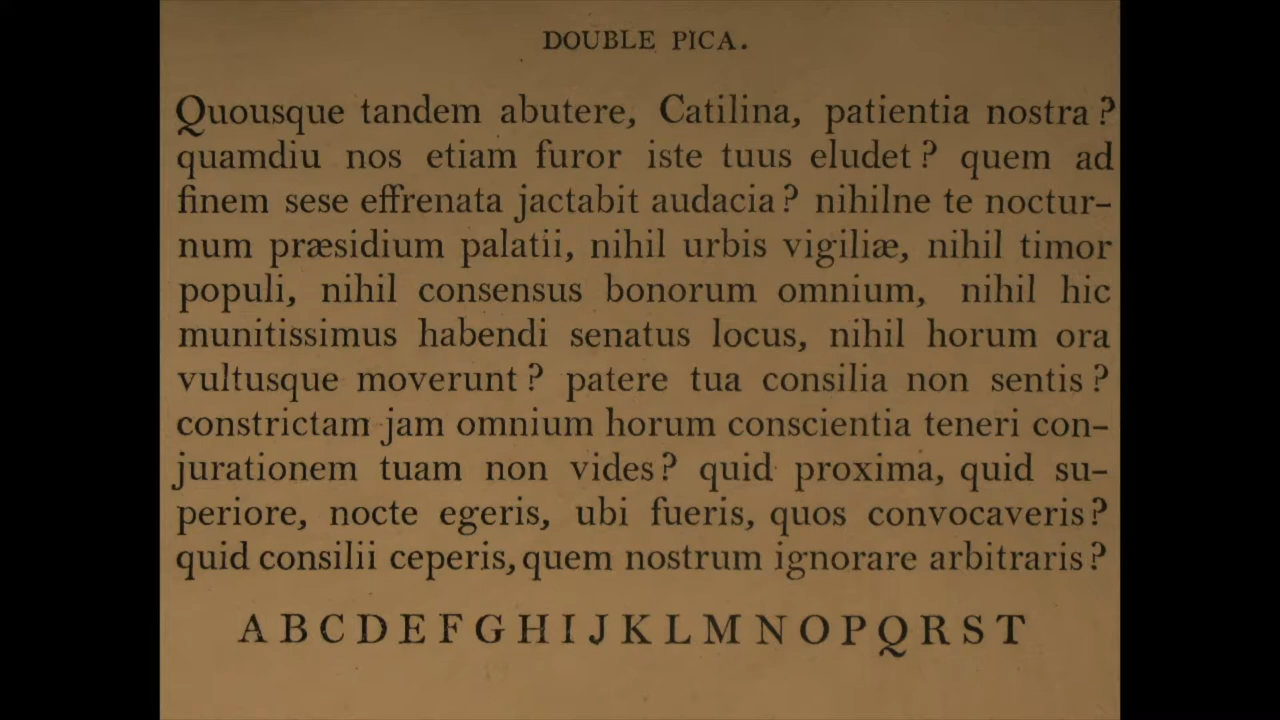 DOUBLE PICA.
Quousque tandem abutere, Catilina, patientia nostra ?
quamdiu nos etiam furor iste tuus eludet ? quem ad
finem sese effrenata jactabit audacia ? nihilne te noctur-
num præsidium palatii, nihil urbis vigiliæ, nihil timor
populi, nihil consensus bonorum omnium, nihil hic
munitissimus habendi senatus locus, nihil horum ora
vultusque moverunt ? patere tua consilia non sentis ?
constrictam jam omnium horum conscientia teneri con-
jurationem tuam non vides ? quid proxima, quid su-
periore, nocte egeris, ubi fueris, quos convocaveris ?
quid consilii ceperis, quem nostrum ignorare arbitraris ?
A B C D E F G H I J K L M N O P Q R S T